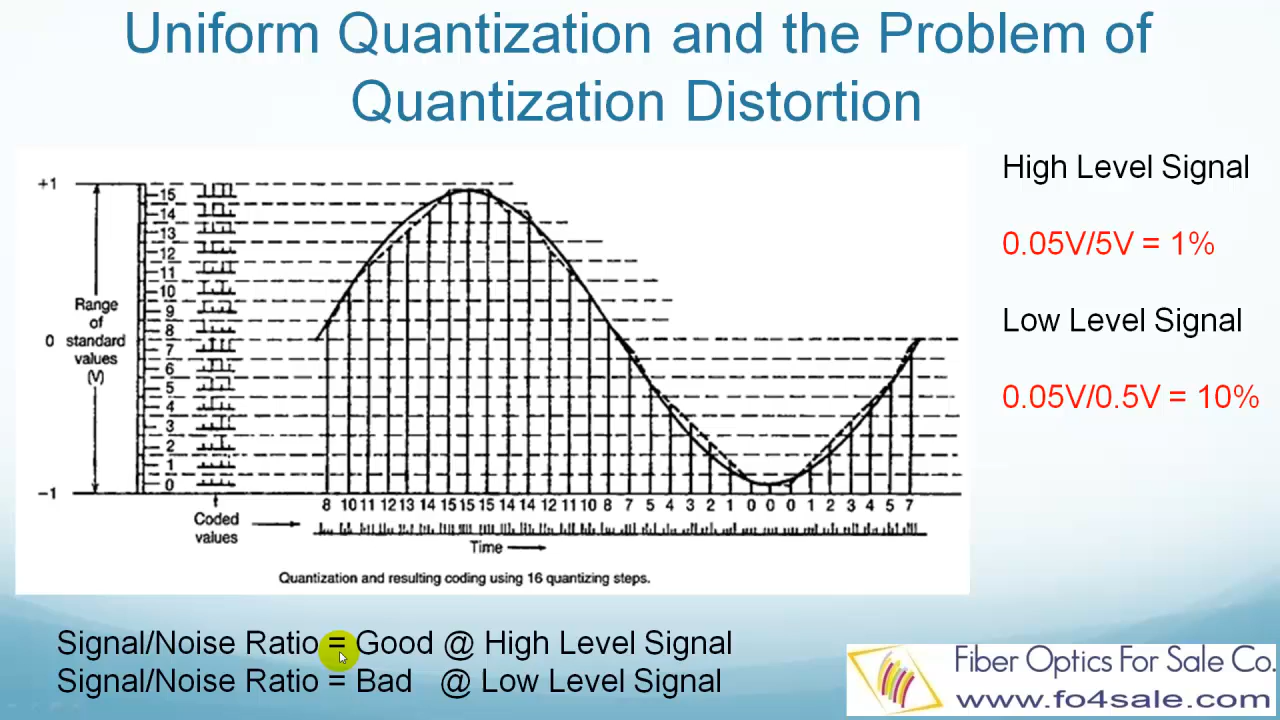 Uniform Quantization and the Problem of
Quantization Distortion
High Level Signal
0.05V/5V = 1%
Low Level Signal
0.05V/0.5V = 10%
+1
Range
of
0 standard
values
(V)
−1
15
14
13
12
11
10
9
8
7
6
5
4
3
2
1
0
8 10 11 12 13 14 15 15 15 14 14 12 11 10 8 7 5 4 3 2 1 0 0 0 1 2 3 4 5 7
Coded
values
Time
Quantization and resulting coding using 16 quantizing steps.
Signal/Noise Ratio = Good @ High Level Signal
Signal/Noise Ratio = Bad @ Low Level Signal
Fiber Optics For Sale Co.
www.fo4sale.com